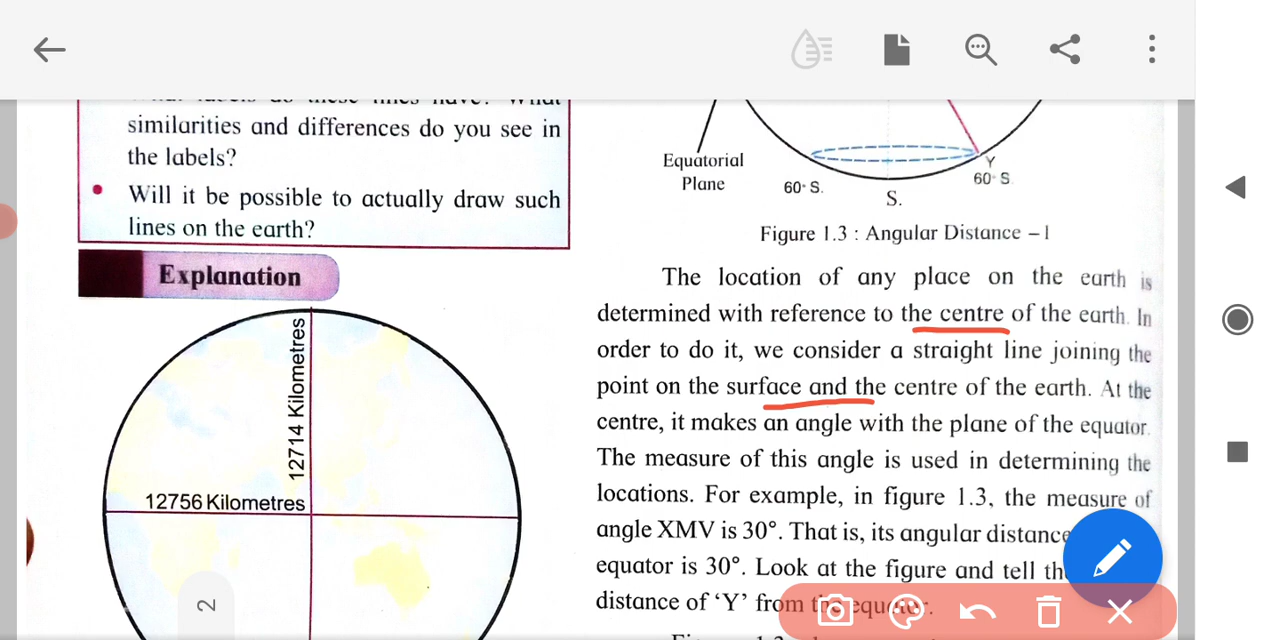 similarities and differences do you see in
the labels?
• Will it be possible to actually draw such
lines on the earth?
Explanation
12714 Kilometres
12756 Kilometres
2
Equatorial
Plane
60° S.
S.
Y
60° S
Figure 1.3 : Angular Distance – I
The location of any place on the earth is
determined with reference to the centre of the earth. In
order to do it, we consider a straight line joining the
point on the surface and the centre of the earth. At the
centre, it makes an angle with the plane of the equator.
The measure of this angle is used in determining the
locations. For example, in figure 1.3, the measure of
angle XMV is 30°. That is, its angular distance
equator is 30°. Look at the figure and tell
distance of ‘Y’ from the equator.